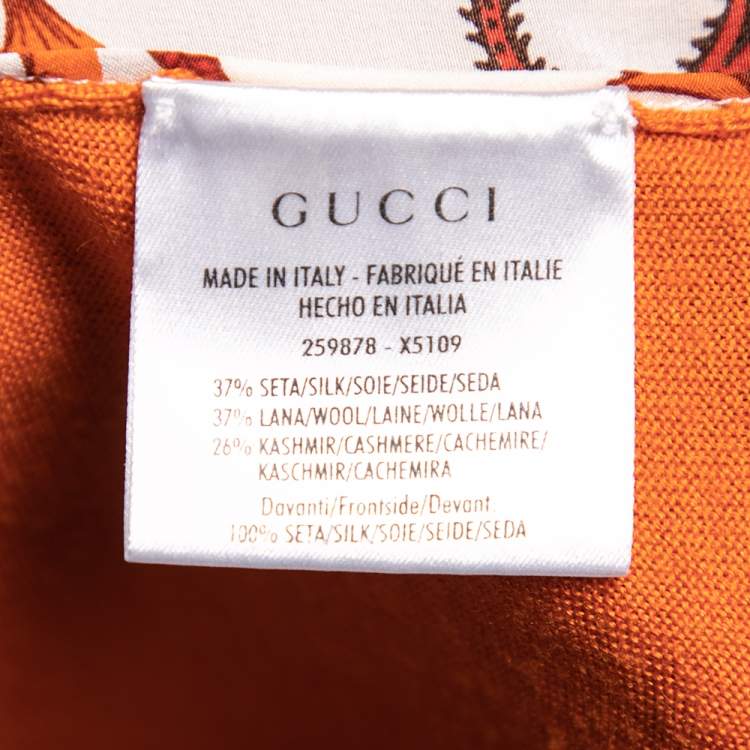 GUCCI
MADE IN ITALY - FABRIQUÉ EN ITALIE
HECHO EN ITALIA
259878 - X5109
37% SETA/SILK/SOIE/SEIDE/SEDA
37% LANA/WOOL/LAINE/WOLLE/LANA
26% KASHMIR/CASHMERE/CACHEMIRE/
KASCHMIR/CACHEMIRA
Davanti/Frontside/Devant:
100% SETA/SILK/SOIE/SEIDE/SEDA